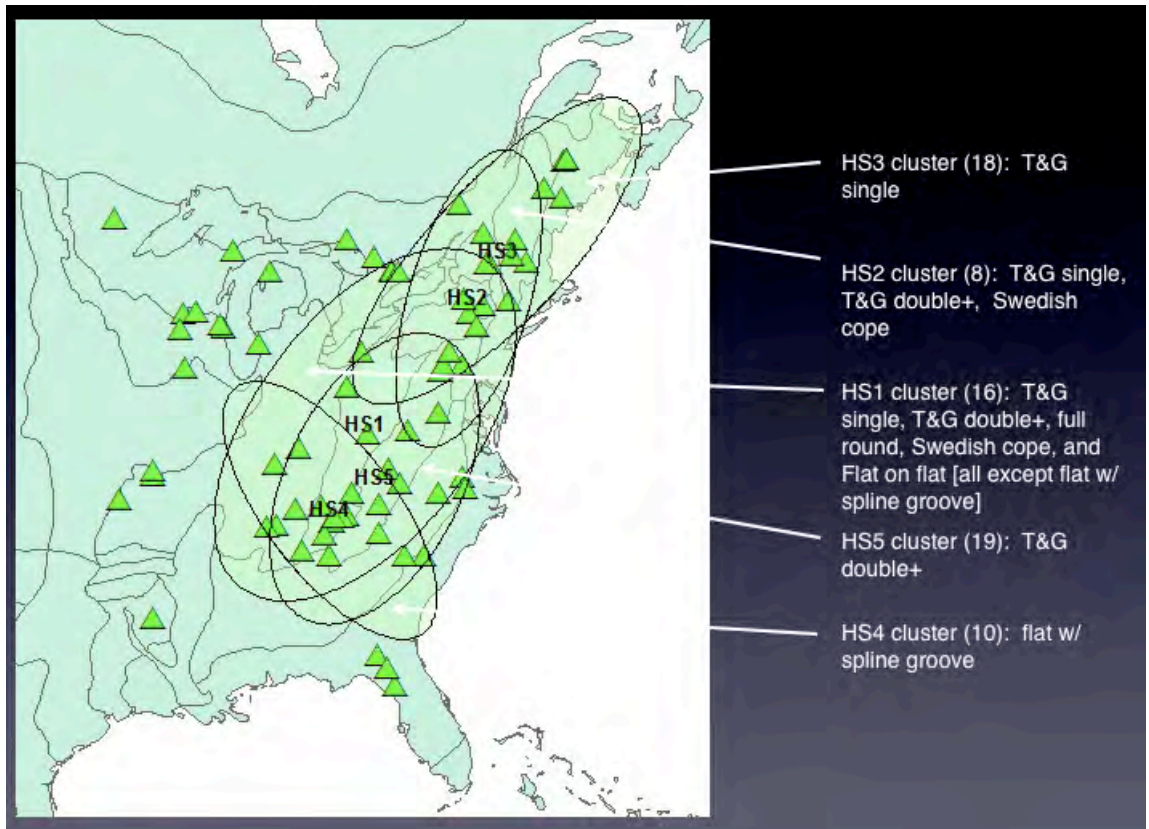 HS3 cluster (18): T&G
single
HS2 cluster (8): T&G single,
T&G double+, Swedish
cope
HS1 cluster (16): T&G
single, T&G double+, full
round, Swedish cope, and
Flat on flat [all except flat w/
spline groove]
HS5 cluster (19): T&G
double+
HS4 cluster (10): flat w/
spline groove
HS3
HS2
HS1
HS5
HS4